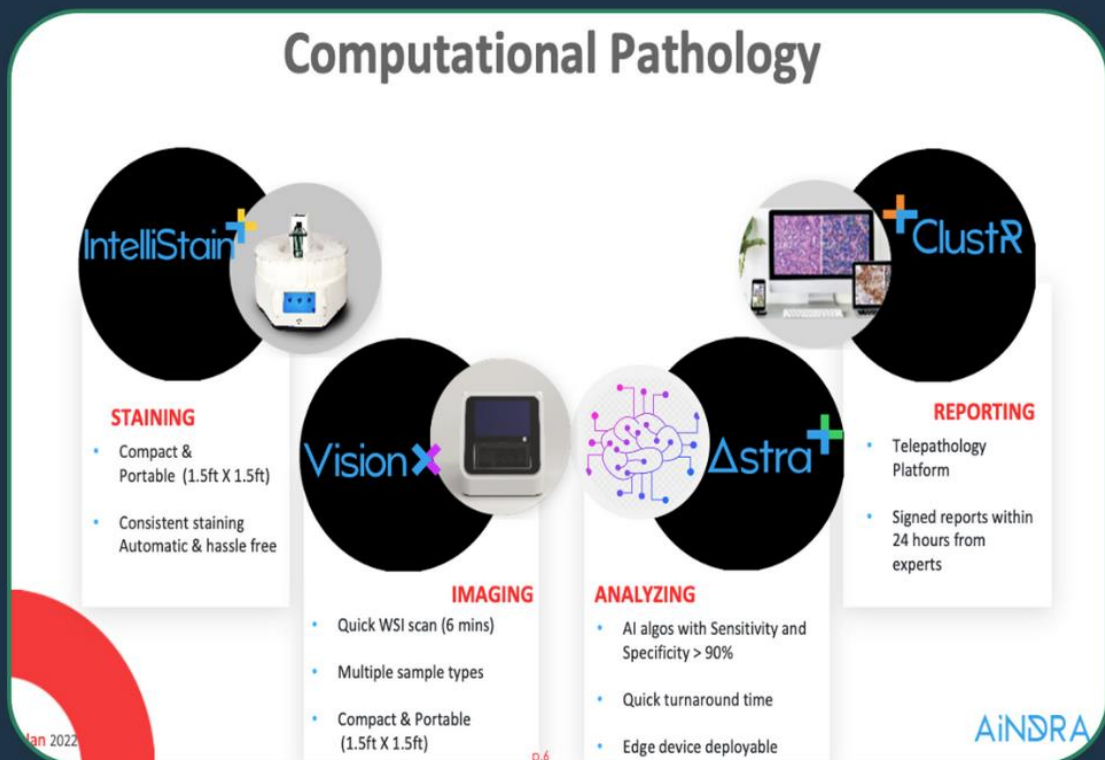 Computational Pathology
IntelliStain
STAINING
• Compact &
Portable (1.5ft X 1.5ft)
• Consistent staining
Automatic & hassle free
VisionX
IMAGING
• Quick WSI scan (6 mins)
• Multiple sample types
• Compact & Portable
(1.5ft X 1.5ft)
Astra
ANALYZING
• AI algos with Sensitivity and
Specificity > 90%
• Quick turnaround time
• Edge device deployable
ClustR
REPORTING
• Telepathology
Platform
• Signed reports within
24 hours from
experts
Jan 2022
p.6
AiNDRA